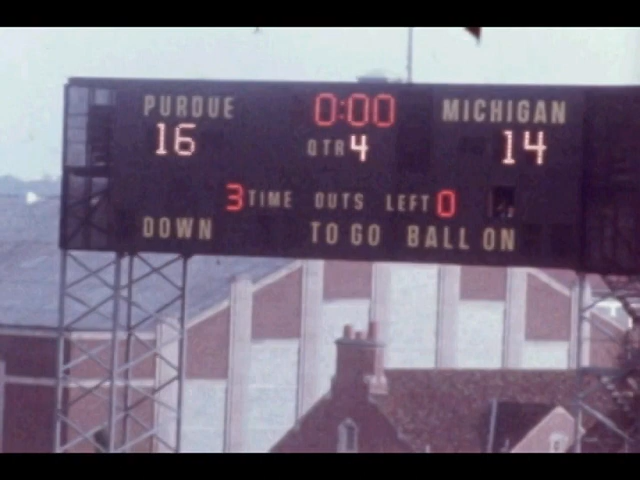 PURDUE 0:00 MICHIGAN
16 QTR 4 14
3 TIME OUTS LEFT 0
DOWN TO GO BALL ON